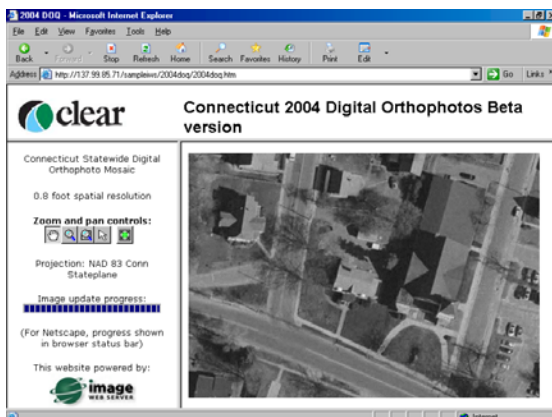 2004 DOQ - Microsoft Internet Explorer
File Edit View Favorites Tools Help
Back Forward Stop Refresh Home Search Favorites History Print Edit
Address http://137.99.85.71/sampleiws/2004doq/2004doq.htm Go Links
clear
Connecticut 2004 Digital Orthophotos Beta
version
Connecticut Statewide Digital
Orthophoto Mosaic
0.8 foot spatial resolution
Zoom and pan controls:
Projection: NAD 83 Conn
Stateplane
Image update progress:
(For Netscape, progress shown
in browser status bar)
This website powered by:
image
WEB SERVER
Internet